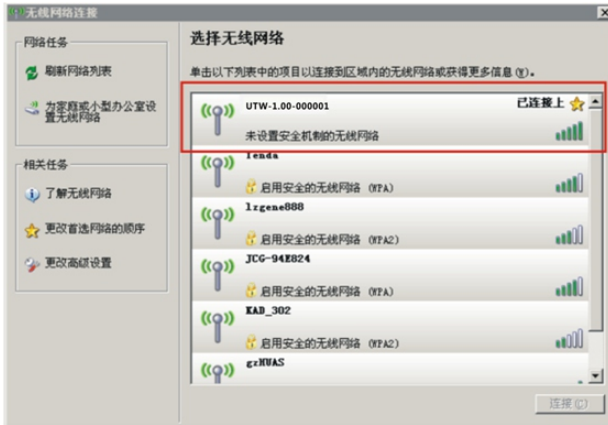 无线网络连接
网络任务
刷新网络列表
为家庭或小型办公室设
置无线网络
相关任务
了解无线网络
更改首选网络的顺序
更改高级设置
选择无线网络
单击以下列表中的项目以连接到区域内的无线网络或获得更多信息(W)。
UTW-1.00-000001 已连接上
未设置安全机制的无线网络
Tenda
启用安全的无线网络 (WPA)
lzgene888
启用安全的无线网络 (WPA2)
JCG-94E824
启用安全的无线网络 (WPA)
KAD_302
启用安全的无线网络 (WPA2)
gzHUAS
连接(C)